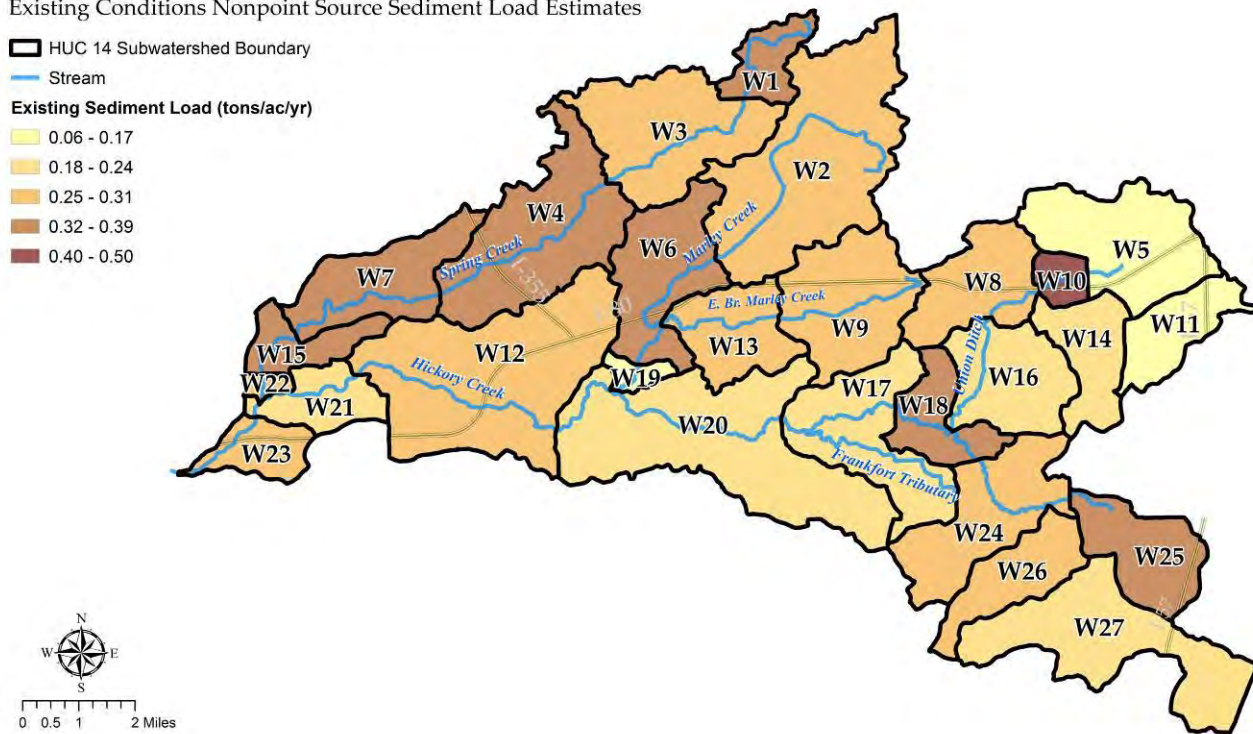 Existing Conditions Nonpoint Source Sediment Load Estimates
HUC 14 Subwatershed Boundary
Stream
Existing Sediment Load (tons/ac/yr)
0.06 - 0.17
0.18 - 0.24
0.25 - 0.31
0.32 - 0.39
0.40 - 0.50
W1
W3
W2
W4
W6
Marley Creek
W5
W7
Spring Creek
I-355
I-80
W8
W10
E. Br. Marley Creek
W9
W11
W15
W12
W13
W14
Union Ditch
W22
Hickory Creek
W19
W17
W16
W21
W18
W20
W23
Frankfort Tributary
W24
W25
W26
W27
N
W
E
S
0 0.5 1 2 Miles